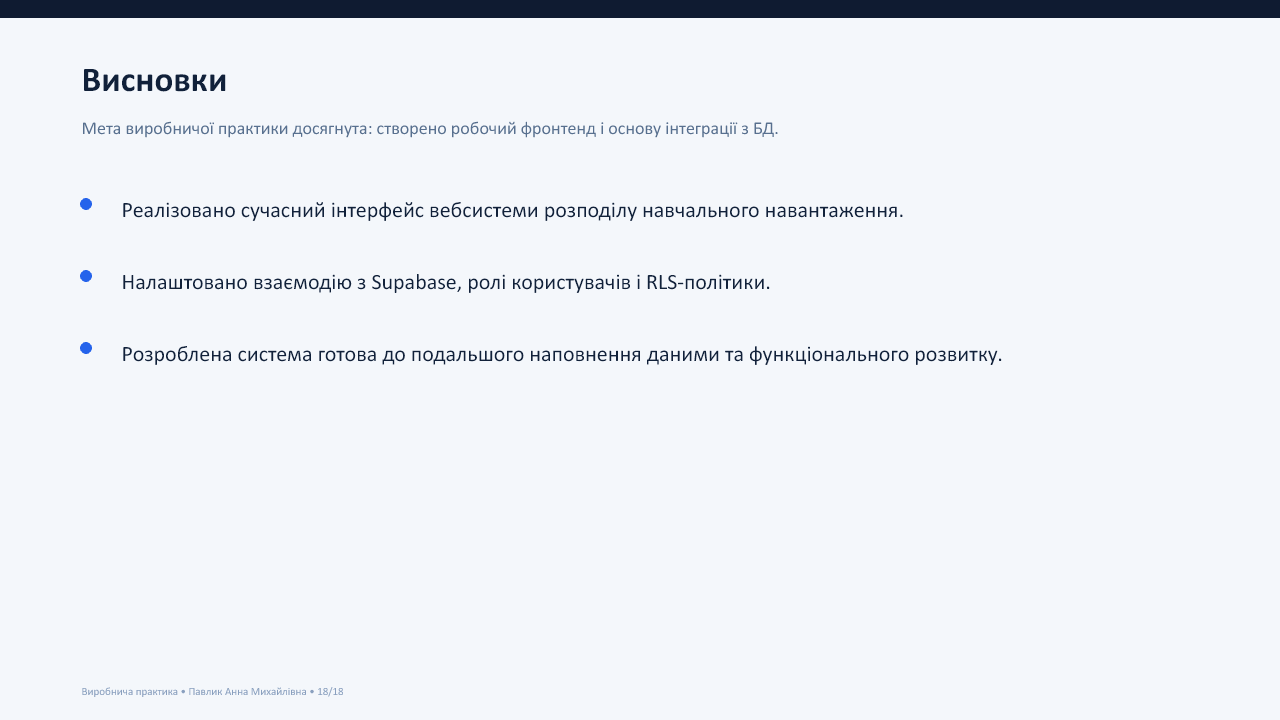 Висновки
Мета виробничої практики досягнута: створено робочий фронтенд і основу інтеграції з БД.
Реалізовано сучасний інтерфейс вебсистеми розподілу навчального навантаження.
Налаштовано взаємодію з Supabase, ролі користувачів і RLS-політики.
Розроблена система готова до подальшого наповнення даними та функціонального розвитку.
Виробнича практика • Павлик Анна Михайлівна • 18/18